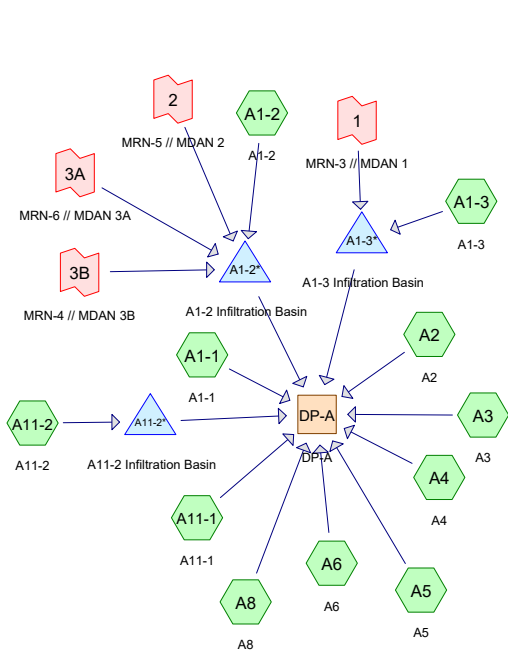 2
MRN-5 // MDAN 2
A1-2
A1-2
1
MRN-3 // MDAN 1
3A
MRN-6 // MDAN 3A
A1-3
A1-3
A1-3*
A1-3 Infiltration Basin
3B
MRN-4 // MDAN 3B
A1-2*
A1-2 Infiltration Basin
A1-1
A1-1
A2
A2
A11-2
A11-2
A11-2*
A11-2 Infiltration Basin
DP-A
DP-A
A3
A3
A4
A4
A11-1
A11-1
A6
A6
A5
A5
A8
A8